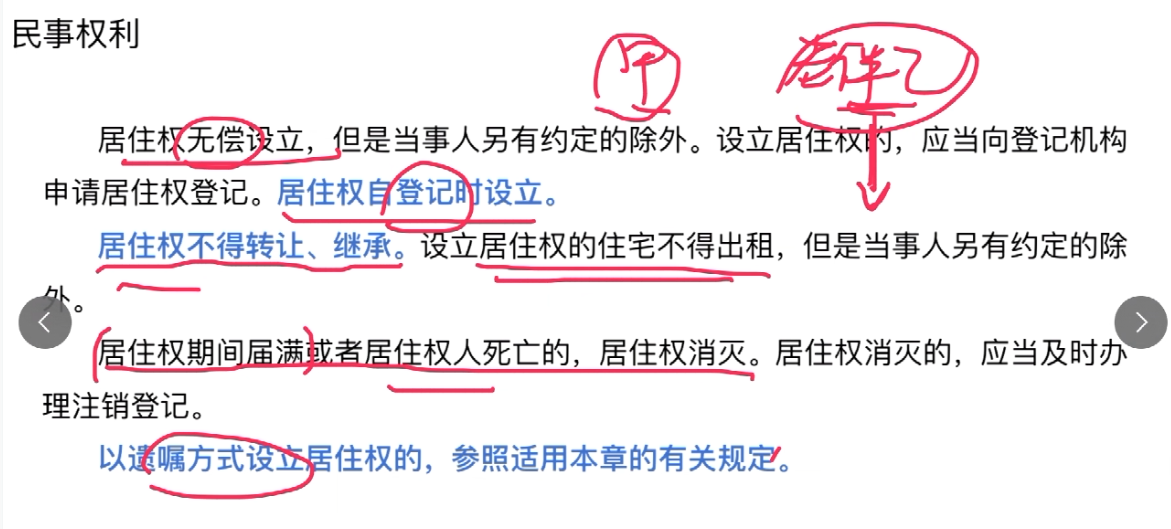 民事权利
甲 老伴乙
居住权无偿设立，但是当事人另有约定的除外。设立居住权的，应当向登记机构
申请居住权登记。居住权自登记时设立。
居住权不得转让、继承。设立居住权的住宅不得出租，但是当事人另有约定的除
外。
居住权期间届满或者居住权人死亡的，居住权消灭。居住权消灭的，应当及时办
理注销登记。
以遗嘱方式设立居住权的，参照适用本章的有关规定。